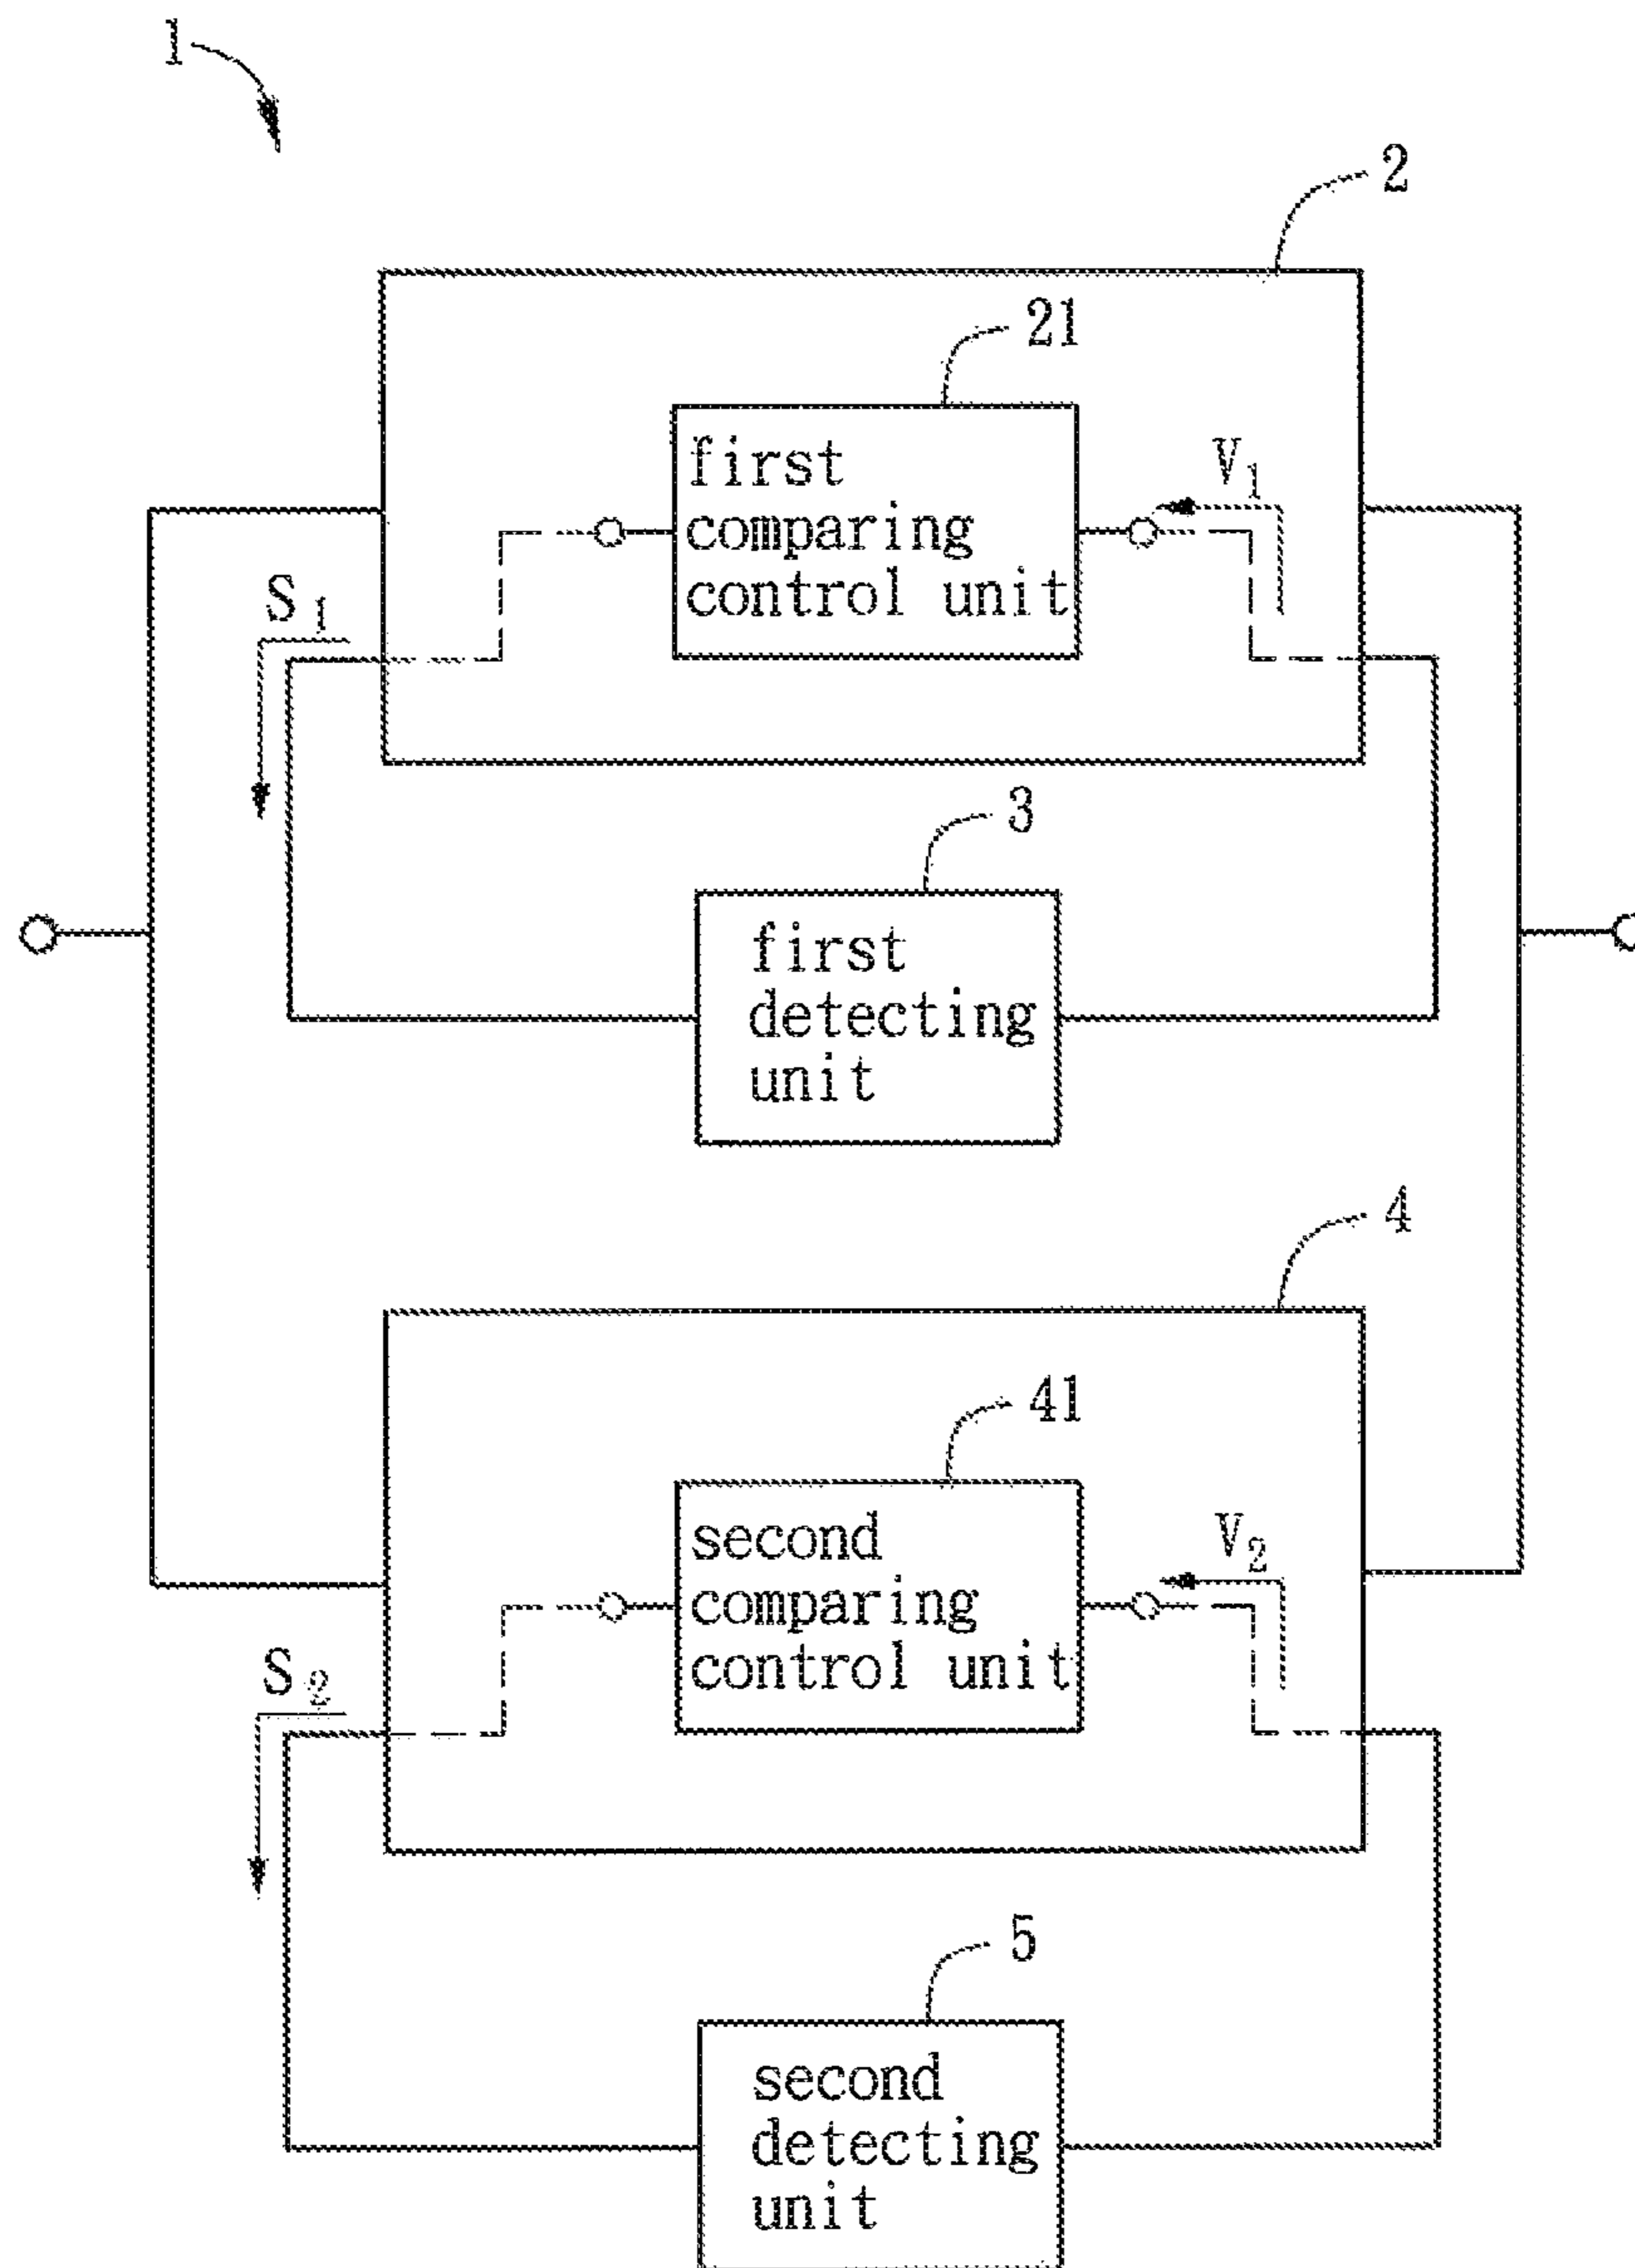 1
2
21
first
comparing
control unit
V1
S1
3
first
detecting
unit
4
41
second
comparing
control unit
V2
S2
5
second
detecting
unit